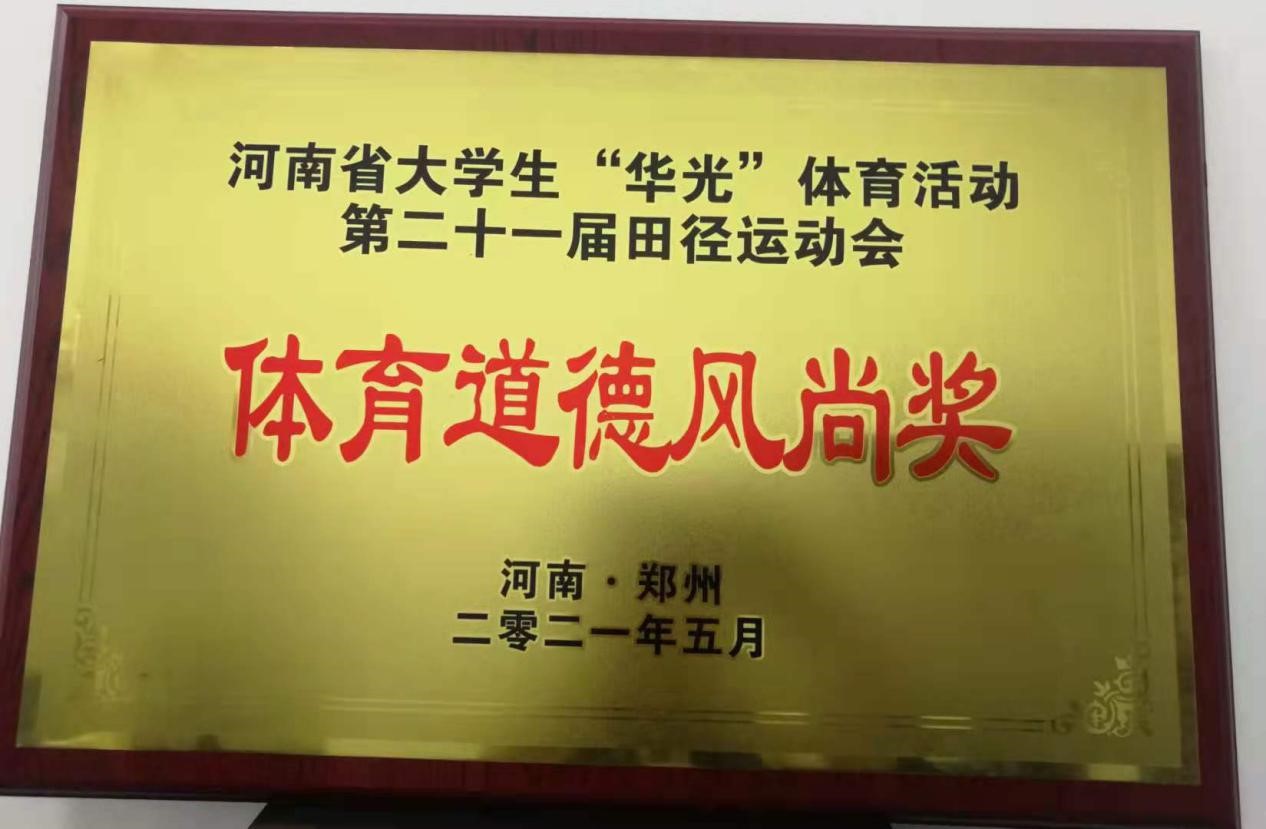 河南省大学生“华光”体育活动
第二十一届田径运动会
体育道德风尚奖
河南·郑州
二零二一年五月